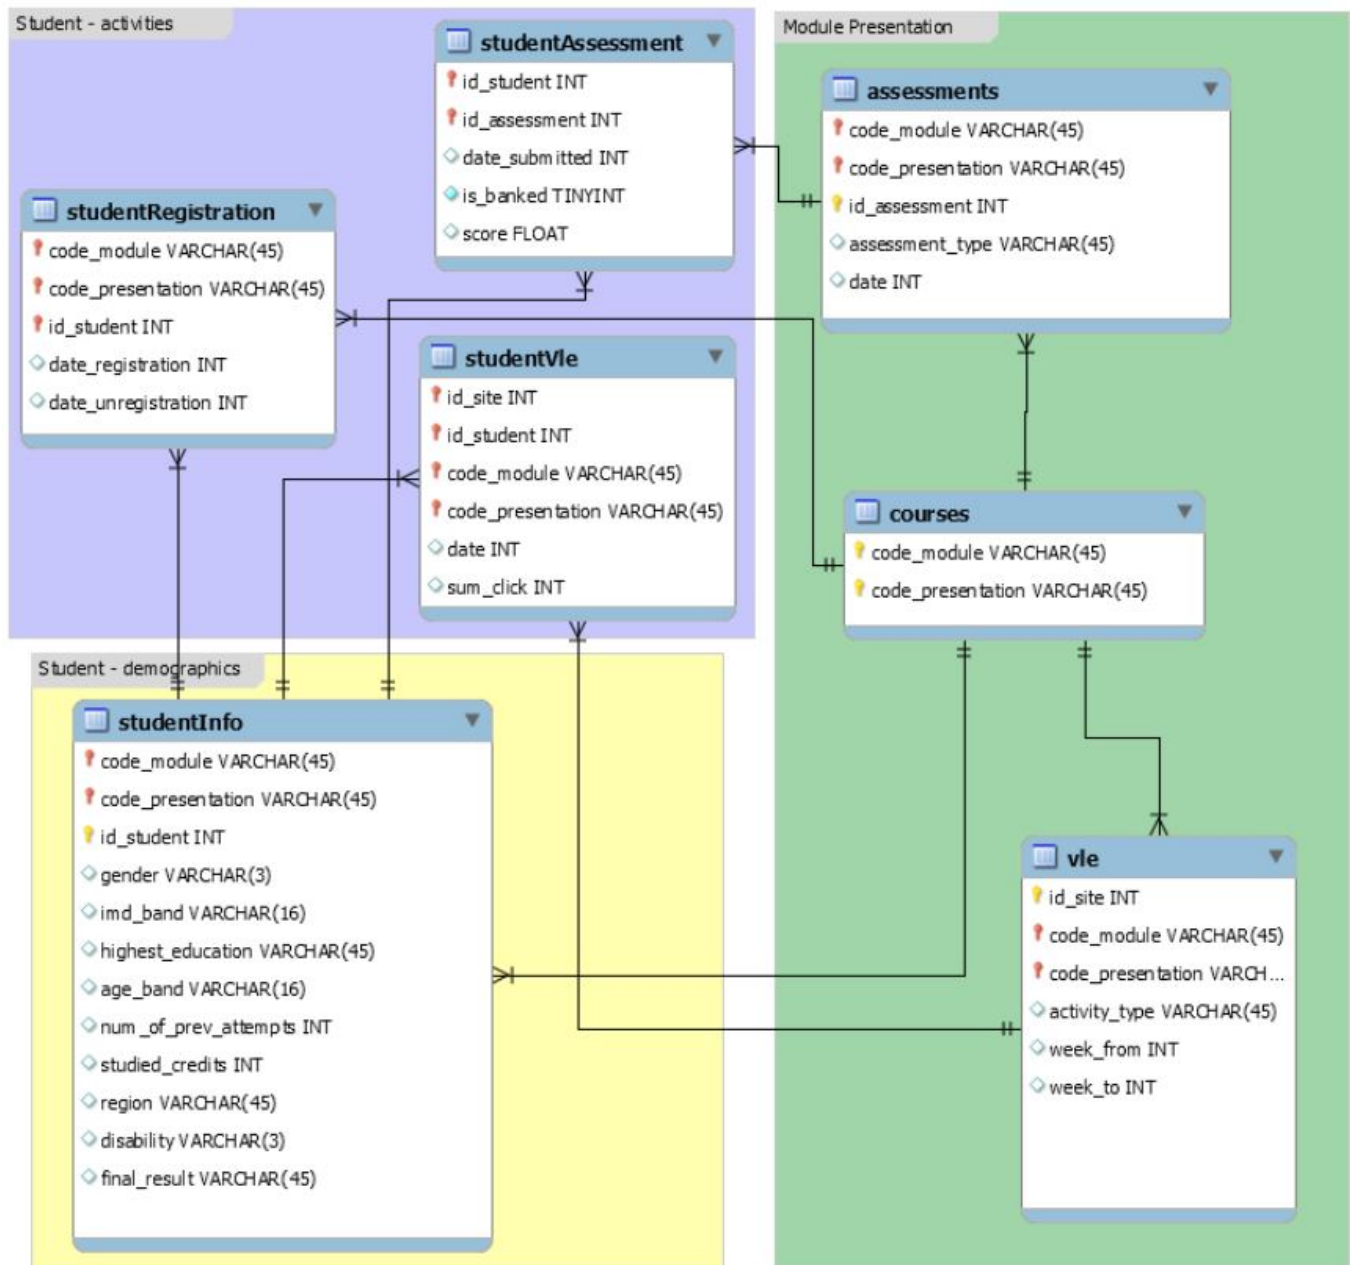 Student - activities
studentAssessment
id_student INT
id_assessment INT
date_submitted INT
is_banked TINYINT
score FLOAT
studentRegistration
code_module VARCHAR(45)
code_presentation VARCHAR(45)
id_student INT
date_registration INT
date_unregistration INT
studentVle
id_site INT
id_student INT
code_module VARCHAR(45)
code_presentation VARCHAR(45)
date INT
sum_click INT
Module Presentation
assessments
code_module VARCHAR(45)
code_presentation VARCHAR(45)
id_assessment INT
assessment_type VARCHAR(45)
date INT
courses
code_module VARCHAR(45)
code_presentation VARCHAR(45)
Student - demographics
studentInfo
code_module VARCHAR(45)
code_presentation VARCHAR(45)
id_student INT
gender VARCHAR(3)
imd_band VARCHAR(16)
highest_education VARCHAR(45)
age_band VARCHAR(16)
num_of_prev_attempts INT
studied_credits INT
region VARCHAR(45)
disability VARCHAR(3)
final_result VARCHAR(45)
vle
id_site INT
code_module VARCHAR(45)
code_presentation VARCH...
activity_type VARCHAR(45)
week_from INT
week_to INT